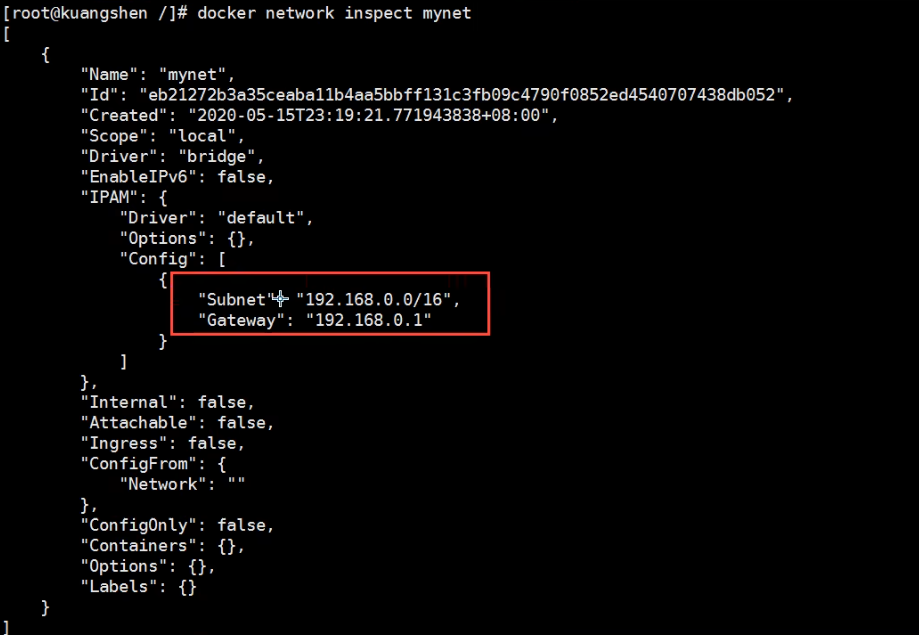 [root@kuangshen /]# docker network inspect mynet
[
    {
        "Name": "mynet",
        "Id": "eb21272b3a35ceaba11b4aa5bbff131c3fb09c4790f0852ed4540707438db052",
        "Created": "2020-05-15T23:19:21.771943838+08:00",
        "Scope": "local",
        "Driver": "bridge",
        "EnableIPv6": false,
        "IPAM": {
            "Driver": "default",
            "Options": {},
            "Config": [
                {
                    "Subnet": "192.168.0.0/16",
                    "Gateway": "192.168.0.1"
                }
            ]
        },
        "Internal": false,
        "Attachable": false,
        "Ingress": false,
        "ConfigFrom": {
            "Network": ""
        },
        "ConfigOnly": false,
        "Containers": {},
        "Options": {},
        "Labels": {}
    }
]